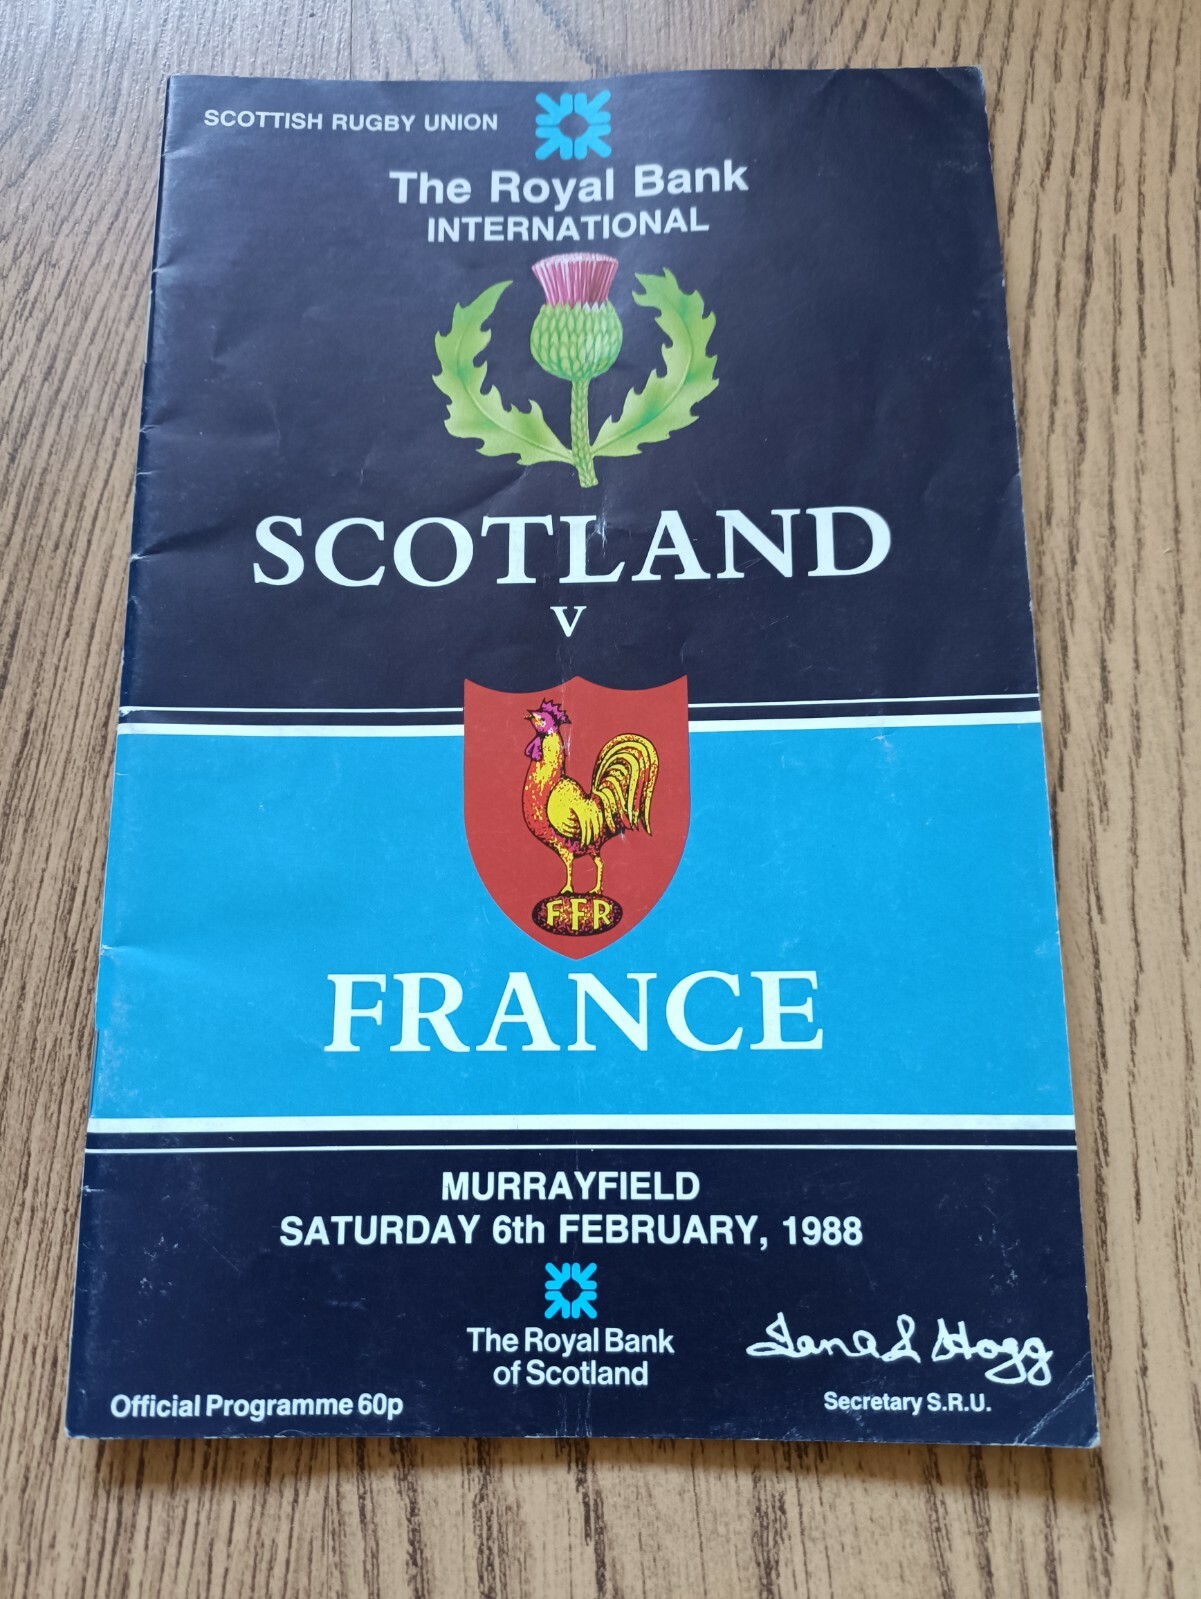 SCOTTISH RUGBY UNION
The Royal Bank
INTERNATIONAL
SCOTLAND
V
FFR
FRANCE
MURRAYFIELD
SATURDAY 6th FEBRUARY, 1988
The Royal Bank
of Scotland
Official Programme 60p
Hogg
Secretary S.R.U.